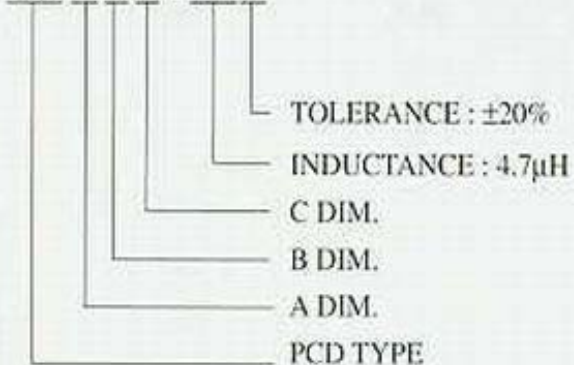 TOLERANCE : ±20%
INDUCTANCE : 4.7µH
C DIM.
B DIM.
A DIM.
PCD TYPE